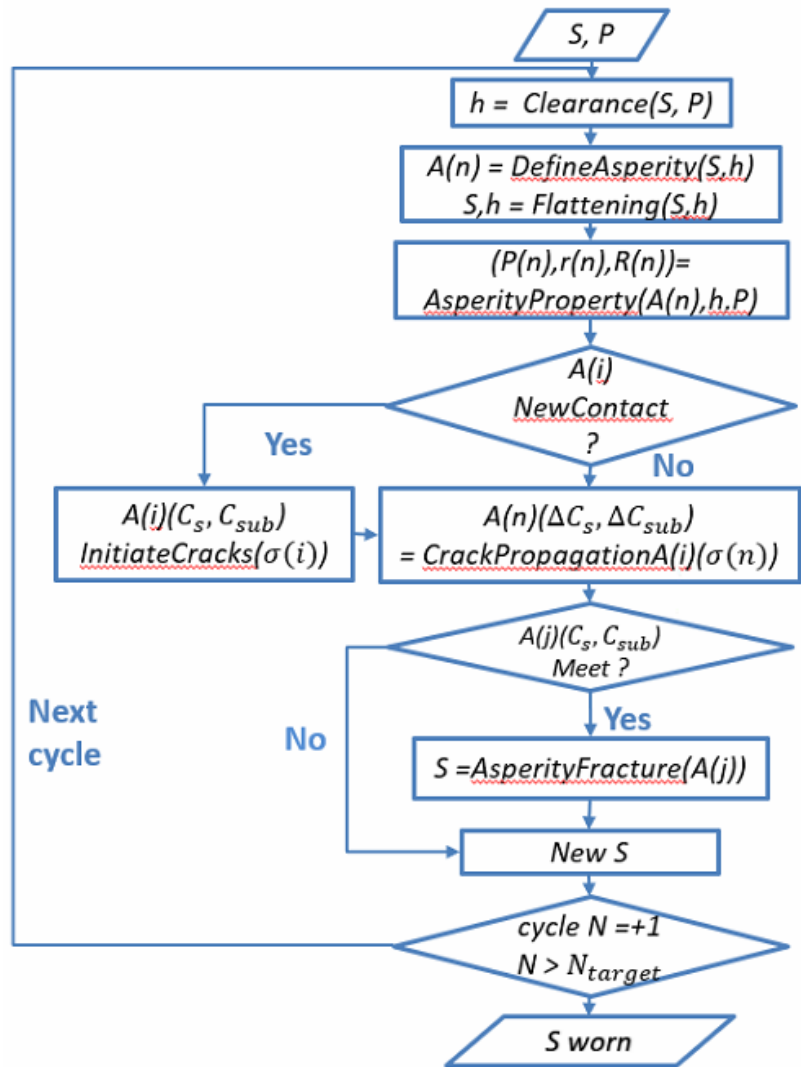 S, P
h = Clearance(S, P)
A(n) = DefineAsperity(S,h)
S,h = Flattening(S,h)
(P(n),r(n),R(n))=
AsperityProperty(A(n),h,P)
A(i)
NewContact
?
Yes
No
A(i)(C_s, C_sub)
InitiateCracks(σ(i))
A(n)(ΔC_s, ΔC_sub)
= CrackPropagationA(i)(σ(n))
A(j)(C_s, C_sub)
Meet ?
Next
cycle
No
Yes
S =AsperityFracture(A(j))
New S
cycle N =+1
N > N_target
S worn